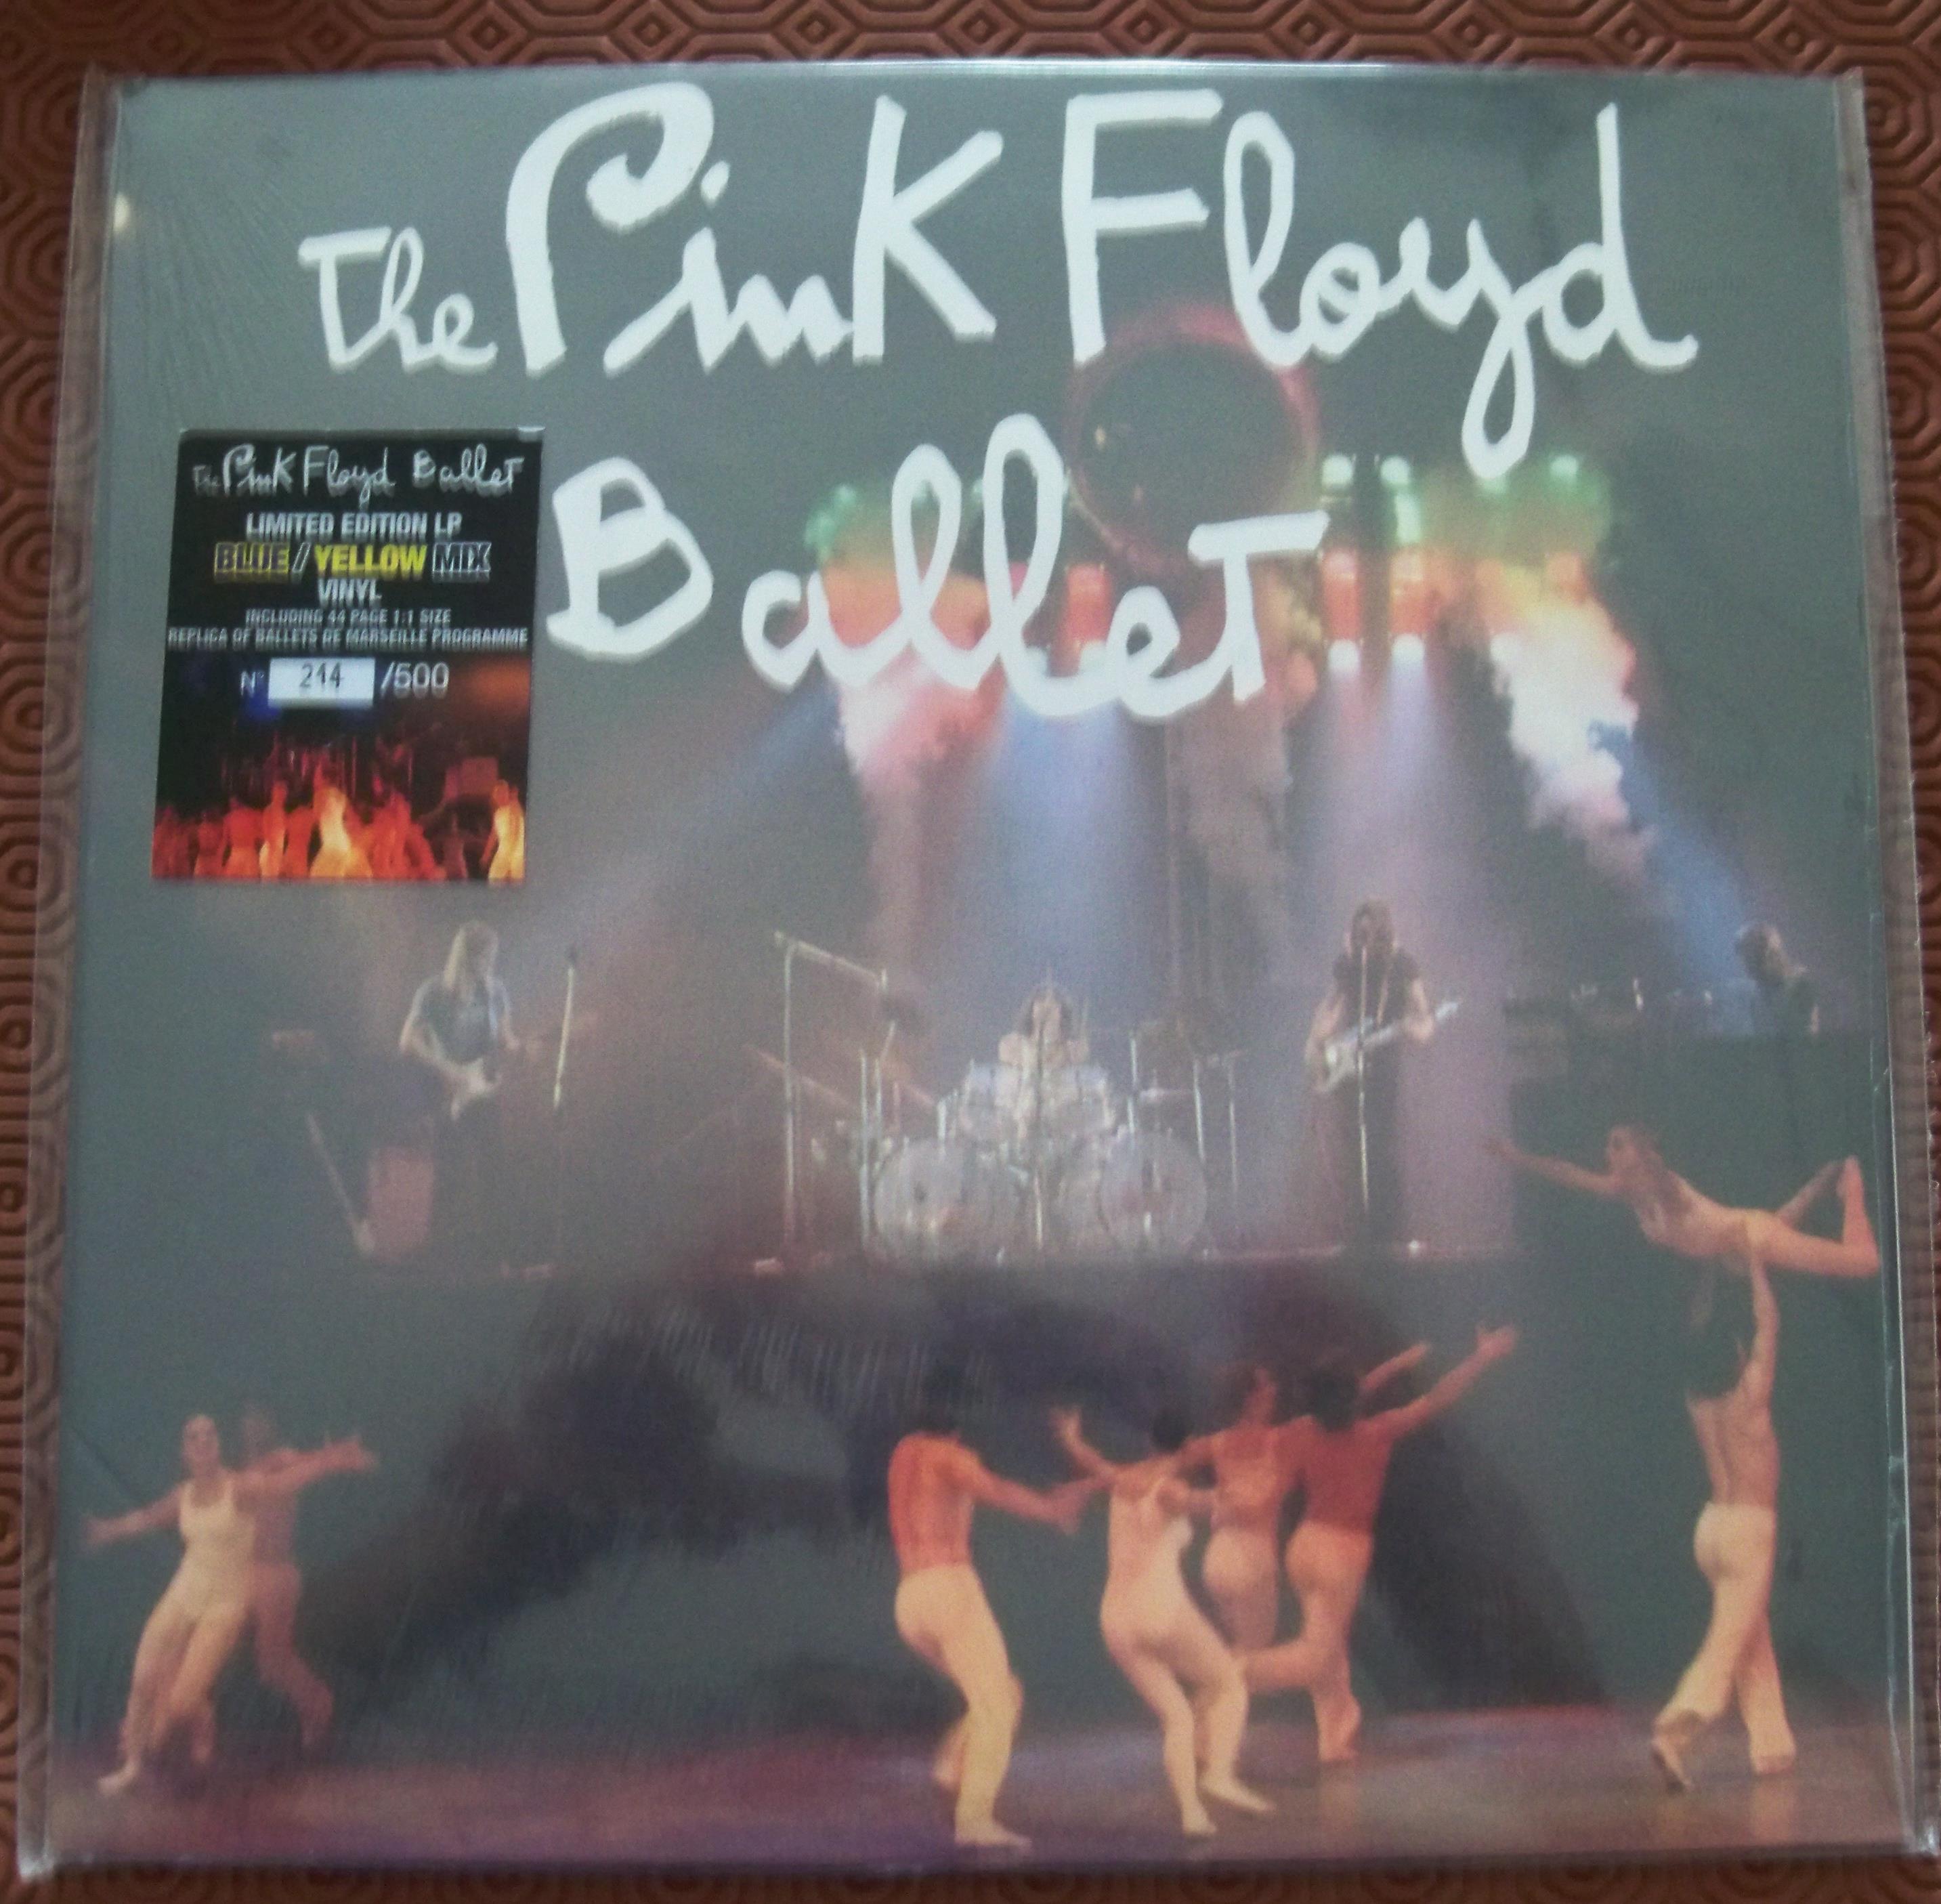 The Pink Floyd
Ballet
The Pink Floyd Ballet
LIMITED EDITION LP
BLUE / YELLOW MIX
VINYL
INCLUDING 44 PAGE 1:1 SIZE
REPLICA OF BALLETS DE MARSEILLE PROGRAMME
N° 244 /500